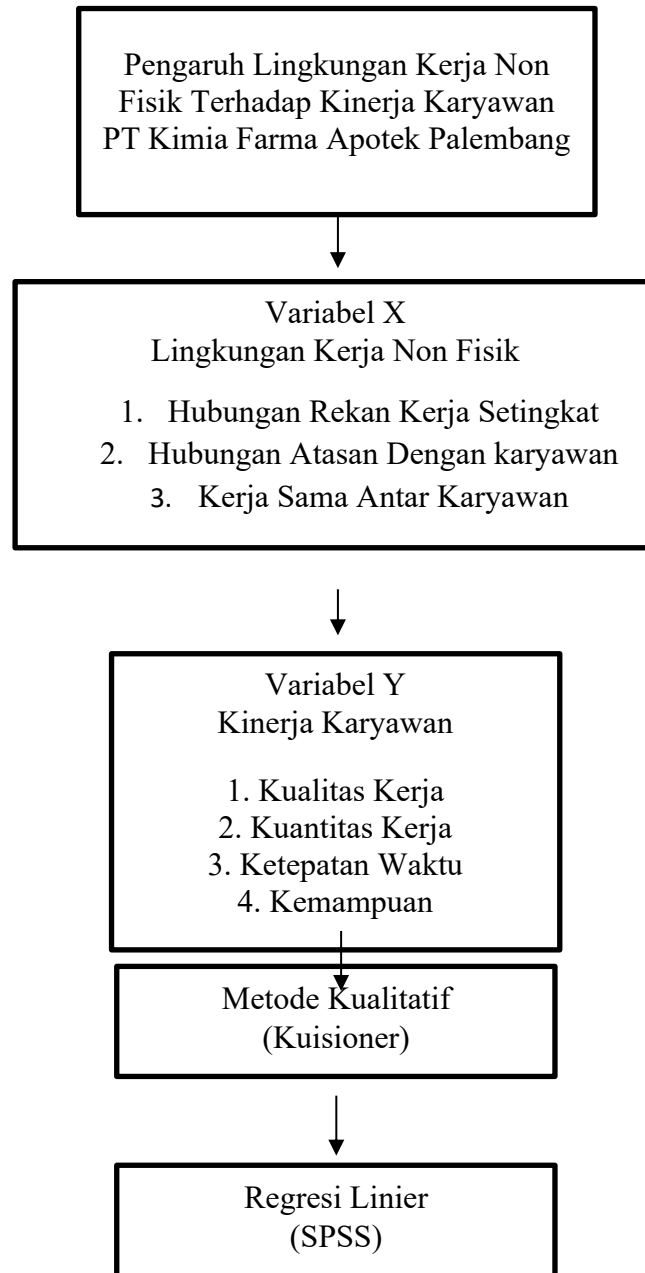 Pengaruh Lingkungan Kerja Non
Fisik Terhadap Kinerja Karyawan
PT Kimia Farma Apotek Palembang
Variabel X
Lingkungan Kerja Non Fisik
1. Hubungan Rekan Kerja Setingkat
2. Hubungan Atasan Dengan karyawan
3. Kerja Sama Antar Karyawan
Variabel Y
Kinerja Karyawan
1. Kualitas Kerja
2. Kuantitas Kerja
3. Ketepatan Waktu
4. Kemampuan
Metode Kualitatif
(Kuisioner)
Regresi Linier
(SPSS)